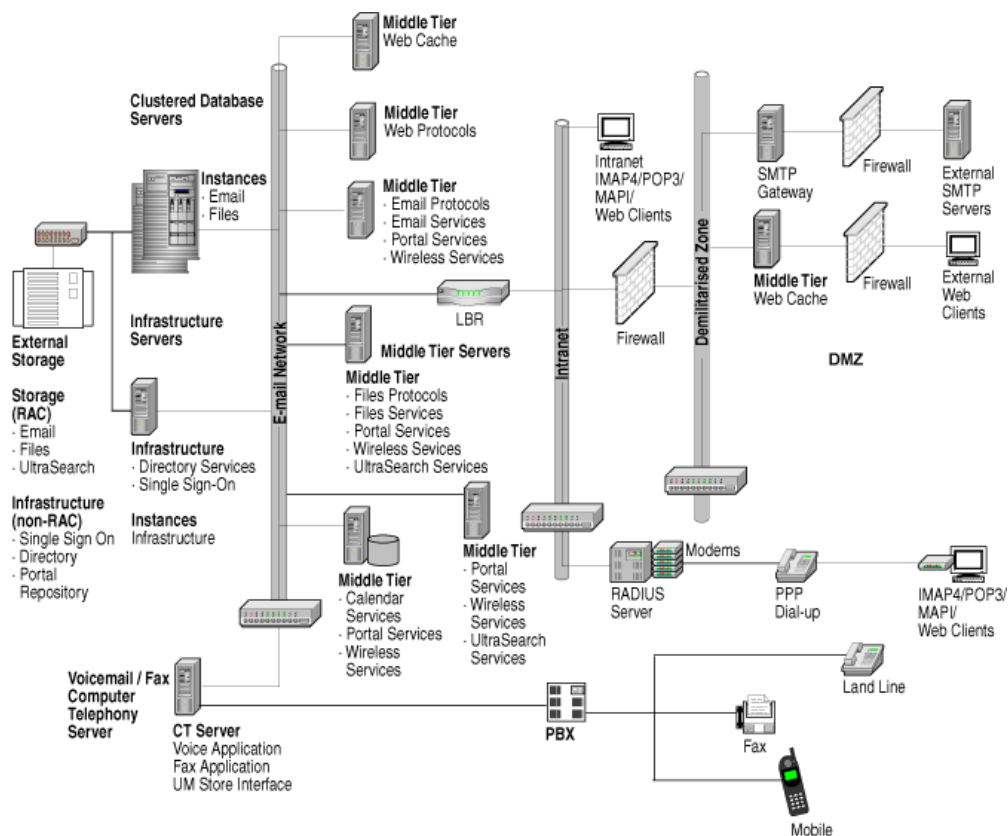 Middle Tier
Web Cache
Clustered Database
Servers
Middle Tier
Web Protocols
Instances
· Email
· Files
Middle Tier
· Email Protocols
· Email Services
· Portal Services
· Wireless Services
Intranet
IMAP4/POP3/
MAPI/
Web Clients
SMTP
Gateway
Firewall
External
SMTP
Servers
Middle Tier
Web Cache
Firewall
External
Web
Clients
DMZ
Demilitarised Zone
Firewall
Intranet
LBR
E-mail Network
External
Storage
Infrastructure
Servers
Middle Tier Servers
Middle Tier
· Files Protocols
· Files Services
· Portal Services
· Wireless Sevices
· UltraSearch Services
Storage
(RAC)
· Email
· Files
· UltraSearch
Infrastructure
· Directory Services
· Single Sign-On
Infrastructure
(non-RAC)
· Single Sign On
· Directory
· Portal
Repository
Instances
Infrastructure
Middle Tier
· Calendar
Services
· Portal Services
· Wireless
Services
Middle Tier
· Portal
Services
· Wireless
Services
· UltraSearch
Services
RADIUS
Server
Modems
PPP
Dial-up
IMAP4/POP3/
MAPI/
Web Clients
Voicemail / Fax
Computer
Telephony
Server
CT Server
Voice Application
Fax Application
UM Store Interface
PBX
Land Line
Fax
Mobile